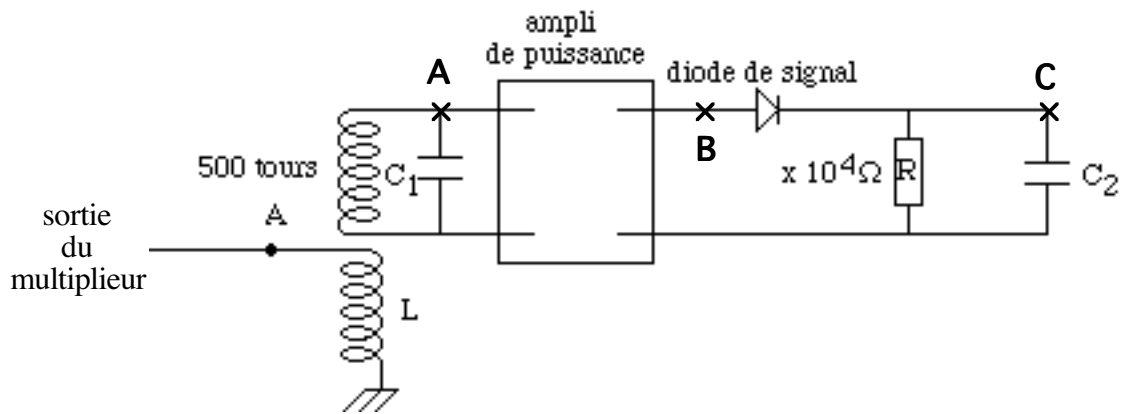 ampli
de puissance
diode de signal
A
C
B
500 tours
C1
x 10⁴Ω
R
C2
A
sortie
du
multiplieur
L